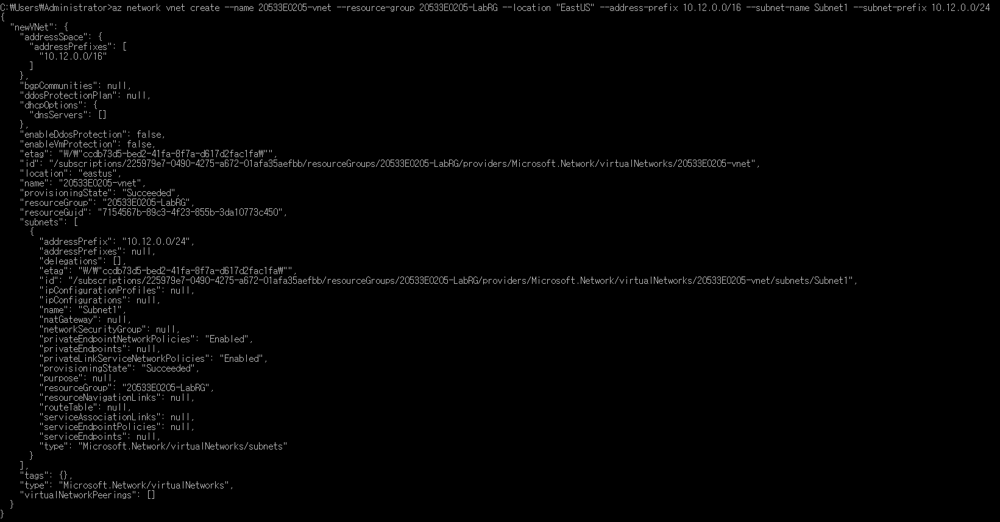 C:₩Users₩Administrator>az network vnet create --name 20533E0205-vnet --resource-group 20533E0205-LabRG --location "EastUS" --address-prefix 10.12.0.0/16 --subnet-name Subnet1 --subnet-prefix 10.12.0.0/24
{
  "newVNet": {
    "addressSpace": {
      "addressPrefixes": [
        "10.12.0.0/16"
      ]
    },
    "bgpCommunities": null,
    "ddosProtectionPlan": null,
    "dhcpOptions": {
      "dnsServers": []
    },
    "enableDdosProtection": false,
    "enableVmProtection": false,
    "etag": "W/₩"ccdb73d5-bed2-41fa-8f7a-d617d2fac1fa₩"",
    "id": "/subscriptions/225979e7-0490-4275-a672-01afa35aefbb/resourceGroups/20533E0205-LabRG/providers/Microsoft.Network/virtualNetworks/20533E0205-vnet",
    "location": "eastus",
    "name": "20533E0205-vnet",
    "provisioningState": "Succeeded",
    "resourceGroup": "20533E0205-LabRG",
    "resourceGuid": "7154567b-89c3-4f23-855b-3da10773c450",
    "subnets": [
      {
        "addressPrefix": "10.12.0.0/24",
        "addressPrefixes": null,
        "delegations": [],
        "etag": "W/₩"ccdb73d5-bed2-41fa-8f7a-d617d2fac1fa₩"",
        "id": "/subscriptions/225979e7-0490-4275-a672-01afa35aefbb/resourceGroups/20533E0205-LabRG/providers/Microsoft.Network/virtualNetworks/20533E0205-vnet/subnets/Subnet1",
        "ipConfigurationProfiles": null,
        "ipConfigurations": null,
        "name": "Subnet1",
        "natGateway": null,
        "networkSecurityGroup": null,
        "privateEndpointNetworkPolicies": "Enabled",
        "privateEndpoints": null,
        "privateLinkServiceNetworkPolicies": "Enabled",
        "provisioningState": "Succeeded",
        "purpose": null,
        "resourceGroup": "20533E0205-LabRG",
        "resourceNavigationLinks": null,
        "routeTable": null,
        "serviceAssociationLinks": null,
        "serviceEndpointPolicies": null,
        "serviceEndpoints": null,
        "type": "Microsoft.Network/virtualNetworks/subnets"
      }
    ],
    "tags": {},
    "type": "Microsoft.Network/virtualNetworks",
    "virtualNetworkPeerings": []
  }
}